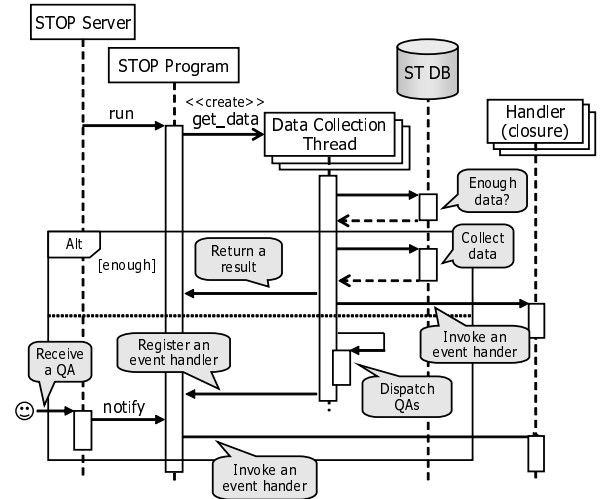 STOP Server
STOP Program
ST DB
<<create>>
run
get_data
Data Collection
Thread
Handler
(closure)
Enough
data?
Alt
[enough]
Return a
result
Collect
data
Register an
event handler
Invoke an
event hander
Receive
a QA
Dispatch
QAs
notify
Invoke an
event hander